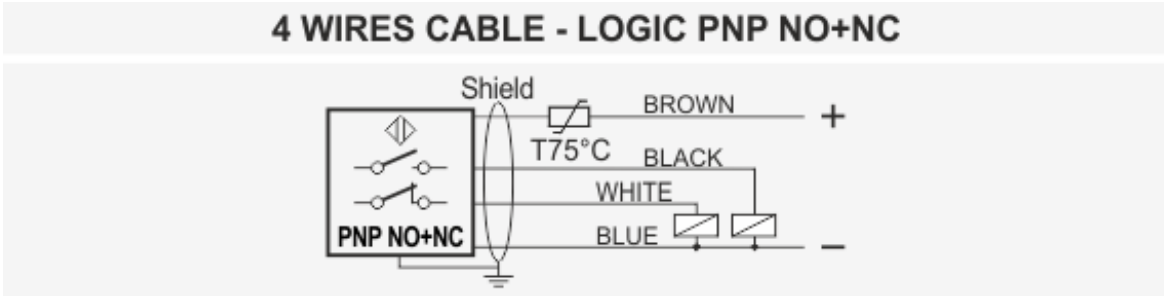 4 WIRES CABLE - LOGIC PNP NO+NC
Shield
BROWN
+
T75°C
BLACK
WHITE
PNP NO+NC
BLUE
−